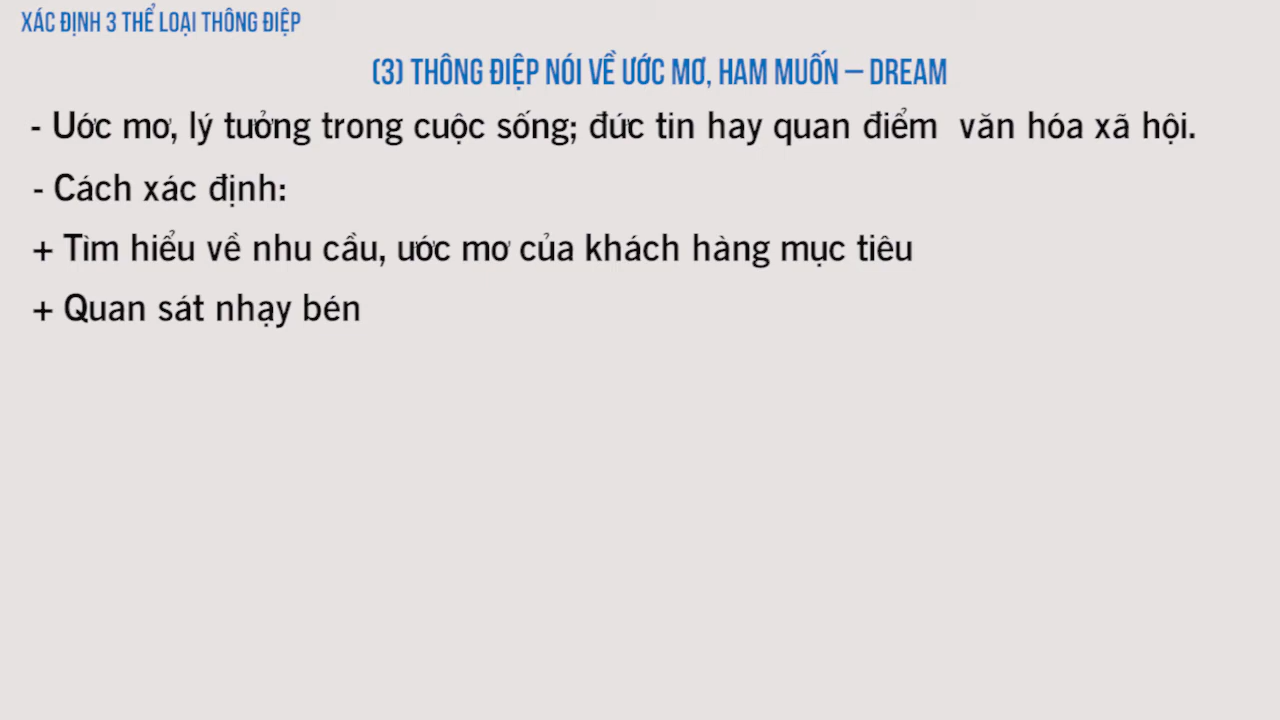 XÁC ĐỊNH 3 THỂ LOẠI THÔNG ĐIỆP
(3) THÔNG ĐIỆP NÓI VỀ ƯỚC MƠ, HAM MUỐN – DREAM
- Ước mơ, lý tưởng trong cuộc sống; đức tin hay quan điểm văn hóa xã hội.
- Cách xác định:
+ Tìm hiểu về nhu cầu, ước mơ của khách hàng mục tiêu
+ Quan sát nhạy bén